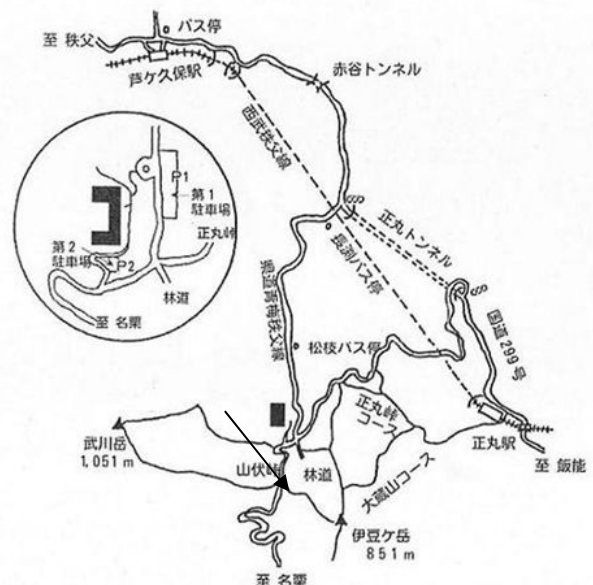 バス停
至 秩父
芦ケ久保駅
赤谷トンネル
西武秩父線
P1
第1
駐車場
正丸峠
第2
駐車場
P2
林道
至 名栗
正丸トンネル
長渕バス停
県道青梅秩父線
国道299号
松枝バス停
正丸峠
コース
正丸駅
至 飯能
武川岳
1,051m
山伏峠
林道
大蔵山コース
伊豆ケ岳
851m
至 名栗